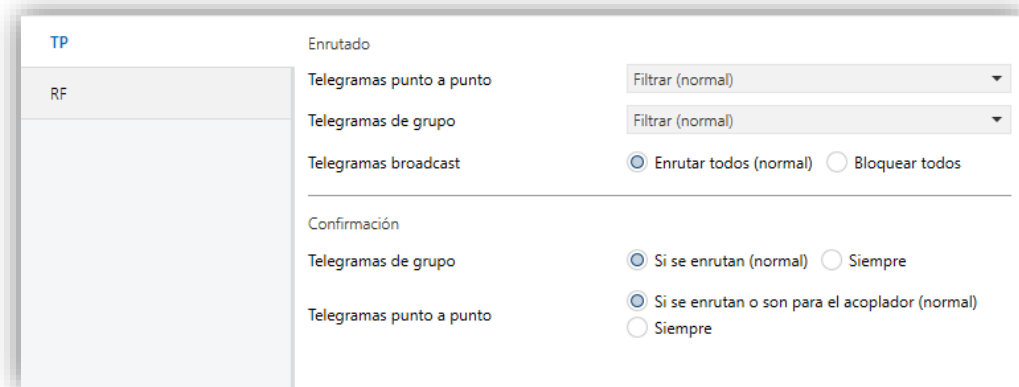 TP
RF
Enrutado
Telegramas punto a punto Filtrar (normal)
Telegramas de grupo Filtrar (normal)
Telegramas broadcast Enrutar todos (normal) Bloquear todos
Confirmación
Telegramas de grupo Si se enrutan (normal) Siempre
Telegramas punto a punto Si se enrutan o son para el acoplador (normal)
Siempre